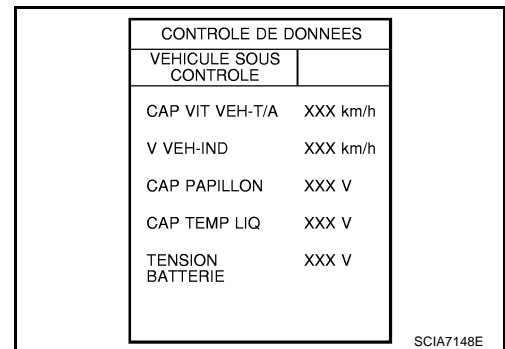 CONTROLE DE DONNEES
VEHICULE SOUS
CONTROLE
CAP VIT VEH-T/A XXX km/h
V VEH-IND XXX km/h
CAP PAPILLON XXX V
CAP TEMP LIQ XXX V
TENSION XXX V
BATTERIE
SCIA7148E